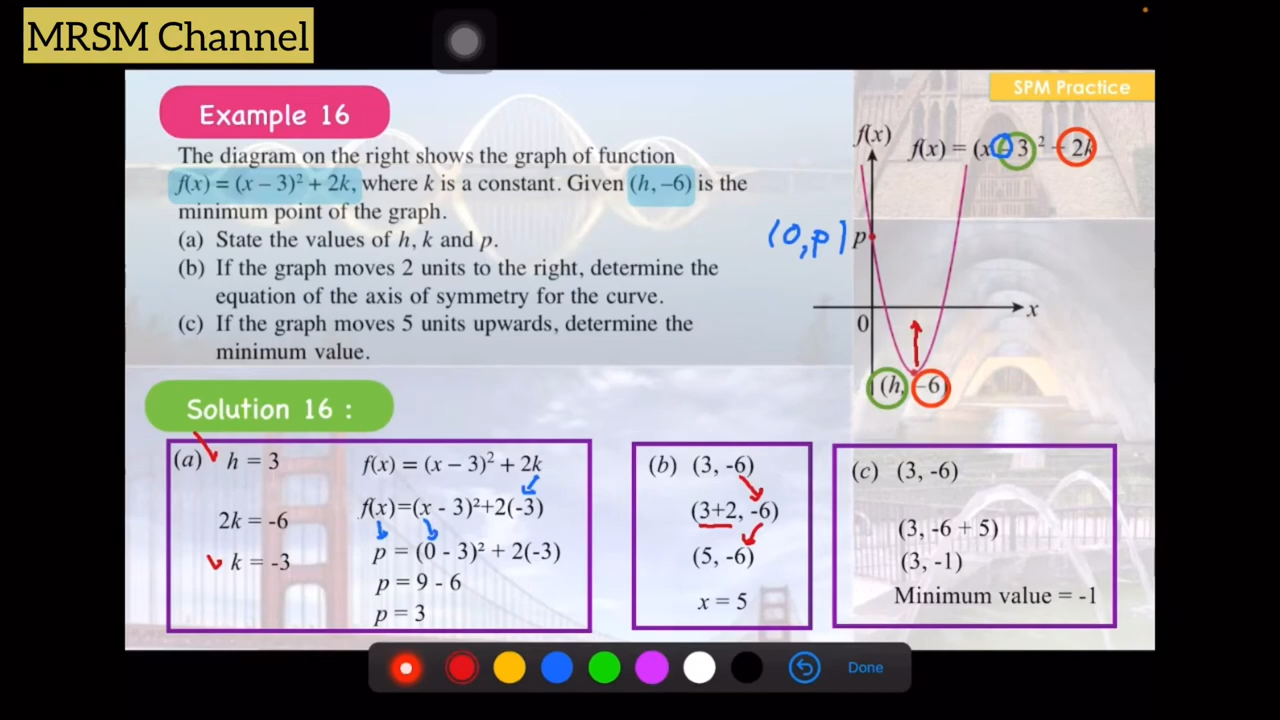 MRSM Channel
SPM Practice
Example 16
The diagram on the right shows the graph of function
f(x) = (x – 3)² + 2k, where k is a constant. Given (h, –6) is the
minimum point of the graph.
(a) State the values of h, k and p.
(b) If the graph moves 2 units to the right, determine the
equation of the axis of symmetry for the curve.
(c) If the graph moves 5 units upwards, determine the
minimum value.
f(x)
f(x) = (x – 3)² + 2k
(0,p)
p
0
x
(h, –6)
Solution 16 :
(a) h = 3
2k = -6
k = -3
f(x) = (x – 3)² + 2k
f(x)=(x - 3)²+2(-3)
p = (0 - 3)² + 2(-3)
p = 9 - 6
p = 3
(b) (3, -6)
(3+2, -6)
(5, -6)
x = 5
(c) (3, -6)
(3, -6 + 5)
(3, -1)
Minimum value = -1
Done